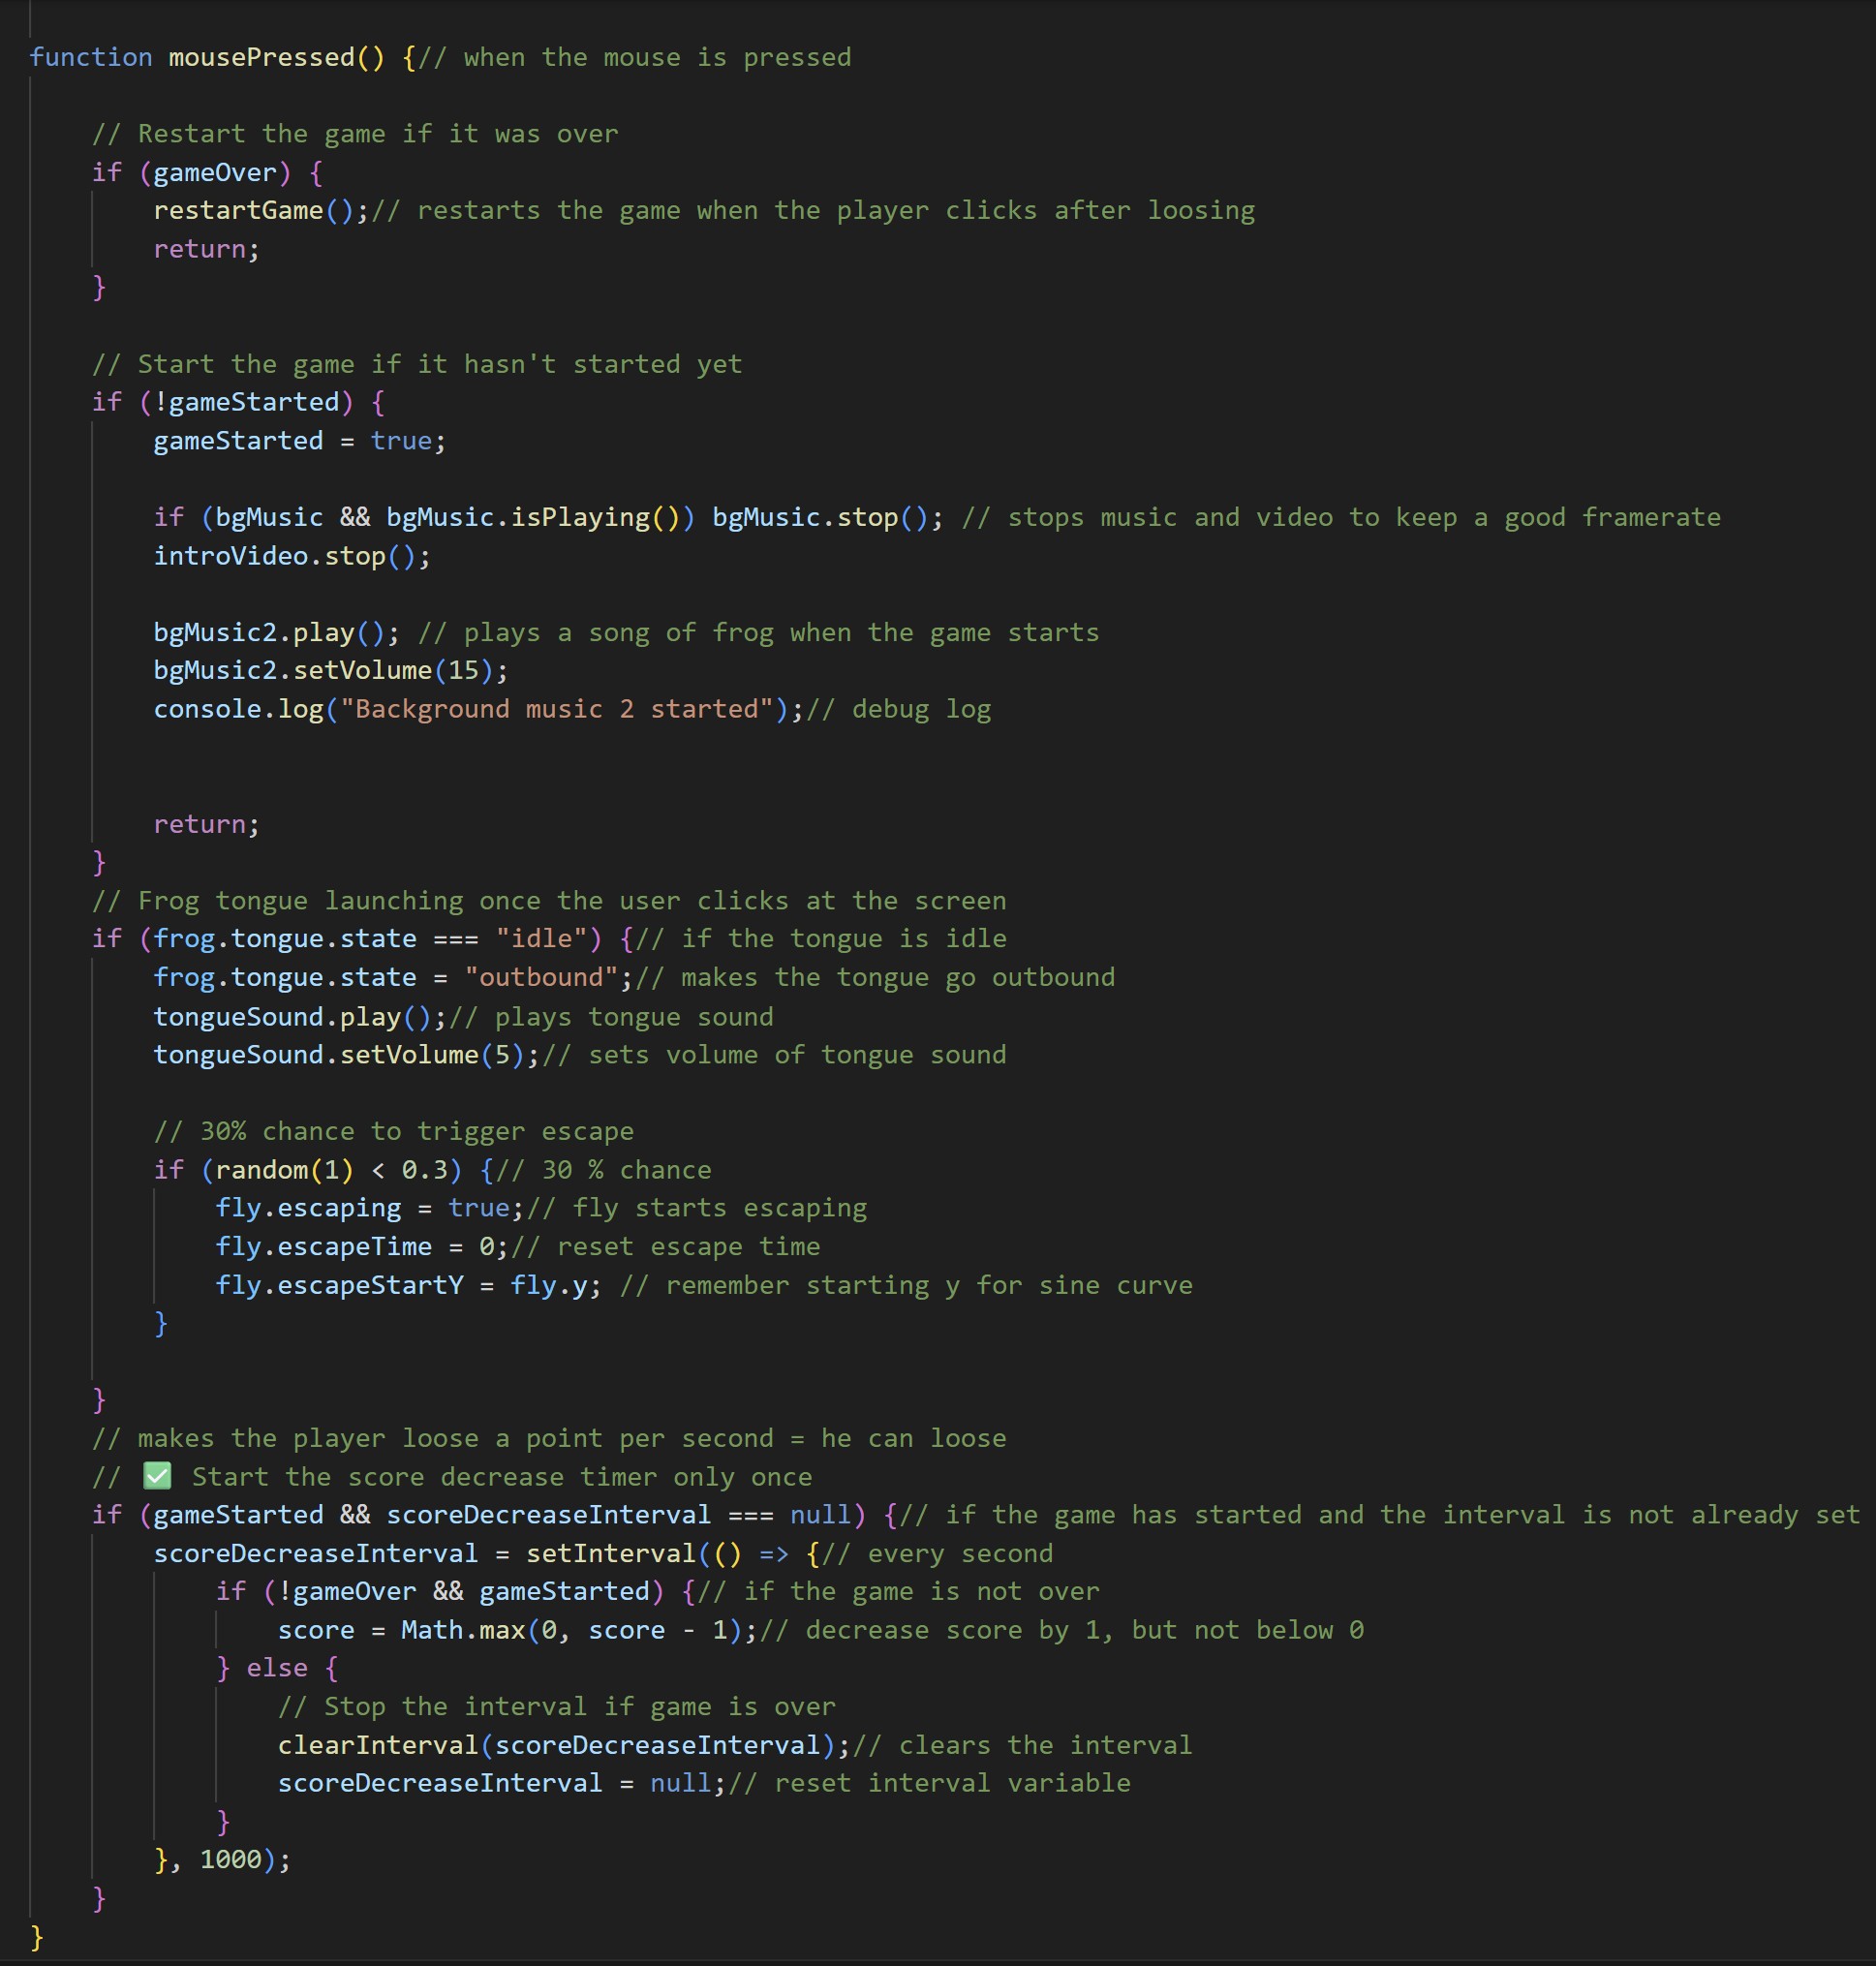 function mousePressed() {// when the mouse is pressed
// Restart the game if it was over
if (gameOver) {
restartGame();// restarts the game when the player clicks after loosing
return;
}
// Start the game if it hasn't started yet
if (!gameStarted) {
gameStarted = true;
if (bgMusic && bgMusic.isPlaying()) bgMusic.stop(); // stops music and video to keep a good framerate
introVideo.stop();
bgMusic2.play(); // plays a song of frog when the game starts
bgMusic2.setVolume(15);
console.log("Background music 2 started");// debug log
return;
}
// Frog tongue launching once the user clicks at the screen
if (frog.tongue.state === "idle") {// if the tongue is idle
frog.tongue.state = "outbound";// makes the tongue go outbound
tongueSound.play();// plays tongue sound
tongueSound.setVolume(5);// sets volume of tongue sound
// 30% chance to trigger escape
if (random(1) < 0.3) {// 30 % chance
fly.escaping = true;// fly starts escaping
fly.escapeTime = 0;// reset escape time
fly.escapeStartY = fly.y; // remember starting y for sine curve
}
}
// makes the player loose a point per second = he can loose
// ✅ Start the score decrease timer only once
if (gameStarted && scoreDecreaseInterval === null) {// if the game has started and the interval is not already set
scoreDecreaseInterval = setInterval(() => {// every second
if (!gameOver && gameStarted) {// if the game is not over
score = Math.max(0, score - 1);// decrease score by 1, but not below 0
} else {
// Stop the interval if game is over
clearInterval(scoreDecreaseInterval);// clears the interval
scoreDecreaseInterval = null;// reset interval variable
}
}, 1000);
}
}